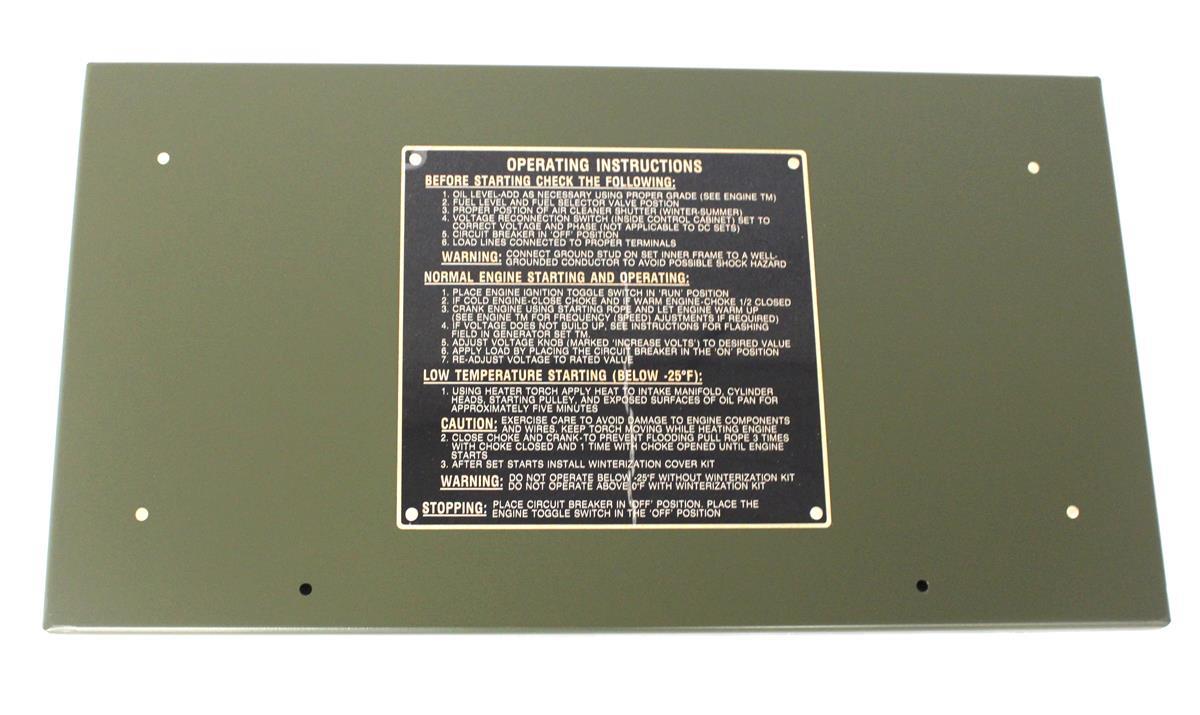 OPERATING INSTRUCTIONS
BEFORE STARTING CHECK THE FOLLOWING:
1. OIL LEVEL-ADD AS NECESSARY USING PROPER GRADE (SEE ENGINE TM)
2. FUEL LEVEL AND FUEL SELECTOR VALVE POSTION
3. PROPER POSTION OF AIR CLEANER SHUTTER (WINTER-SUMMER)
4. VOLTAGE RECONNECTION SWITCH (INSIDE CONTROL CABINET) SET TO
CORRECT VOLTAGE AND PHASE (NOT APPLICABLE TO DC SETS)
5. CIRCUIT BREAKER IN 'OFF' POSITION
6. LOAD LINES CONNECTED TO PROPER TERMINALS
WARNING: CONNECT GROUND STUD ON SET INNER FRAME TO A WELL-
GROUNDED CONDUCTOR TO AVOID POSSIBLE SHOCK HAZARD
NORMAL ENGINE STARTING AND OPERATING:
1. PLACE ENGINE IGNITION TOGGLE SWITCH IN 'RUN' POSITION
2. IF COLD ENGINE-CLOSE CHOKE AND IF WARM ENGINE-CHOKE 1/2 CLOSED
3. CRANK ENGINE USING STARTING ROPE AND LET ENGINE WARM UP
(SEE ENGINE TM FOR FREQUENCY (SPEED) AJUSTMENTS IF REQUIRED)
4. IF VOLTAGE DOES NOT BUILD UP, SEE INSTRUCTIONS FOR FLASHING
FIELD IN GENERATOR SET TM.
5. ADJUST VOLTAGE KNOB (MARKED 'INCREASE VOLTS') TO DESIRED VALUE
6. APPLY LOAD BY PLACING THE CIRCUIT BREAKER IN THE 'ON' POSITION
7. RE-ADJUST VOLTAGE TO RATED VALUE
LOW TEMPERATURE STARTING (BELOW -25°F):
1. USING HEATER TORCH APPLY HEAT TO INTAKE MANIFOLD, CYLINDER
HEADS, STARTING PULLEY, AND EXPOSED SURFACES OF OIL PAN FOR
APPROXIMATELY FIVE MINUTES
CAUTION: EXERCISE CARE TO AVOID DAMAGE TO ENGINE COMPONENTS
AND WIRES. KEEP TORCH MOVING WHILE HEATING ENGINE
2. CLOSE CHOKE AND CRANK-TO PREVENT FLOODING PULL ROPE 3 TIMES
WITH CHOKE CLOSED AND 1 TIME WITH CHOKE OPENED UNTIL ENGINE
STARTS
3. AFTER SET STARTS INSTALL WINTERIZATION COVER KIT
WARNING: DO NOT OPERATE BELOW -25°F WITHOUT WINTERIZATION KIT
DO NOT OPERATE ABOVE 0°F WITH WINTERIZATION KIT
STOPPING: PLACE CIRCUIT BREAKER IN 'OFF' POSITION. PLACE THE
ENGINE TOGGLE SWITCH IN THE 'OFF' POSITION